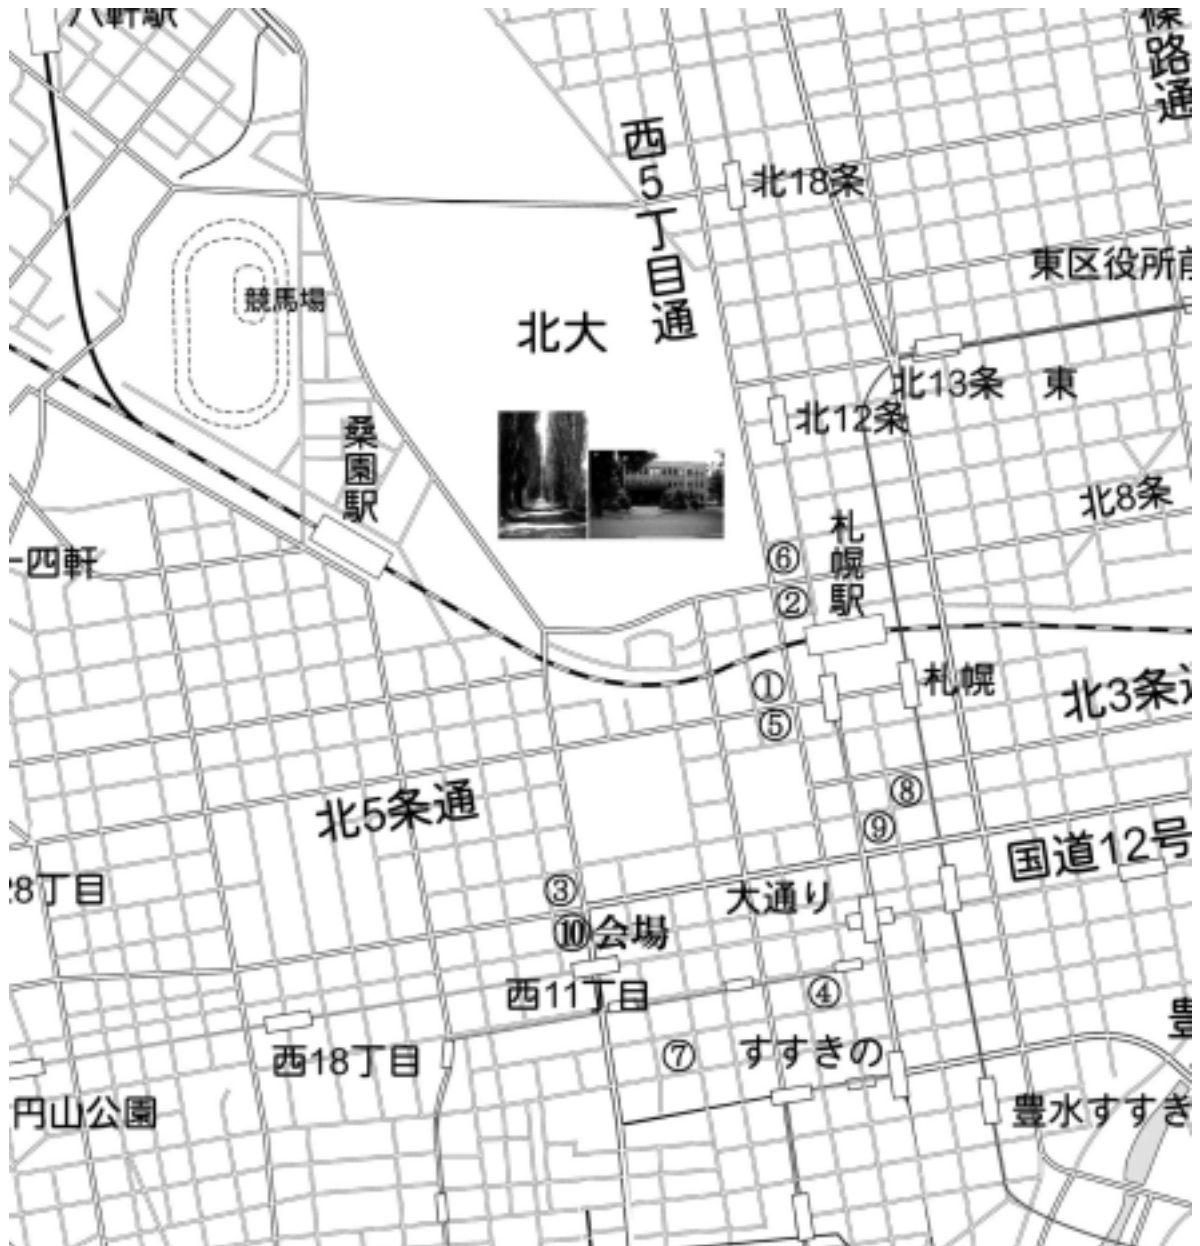 八軒駅
篠路通
西5丁目通
北18条
東区役所前
競馬場
北大
北13条 東
北12条
桑園駅
北8条
札幌駅
四軒
⑥
②
札幌
①
北3条通
⑤
⑧
北5条通
⑨
国道12号
28丁目
③
大通り
⑩会場
西11丁目
④
豊
西18丁目
⑦
すすきの
円山公園
豊水すすき